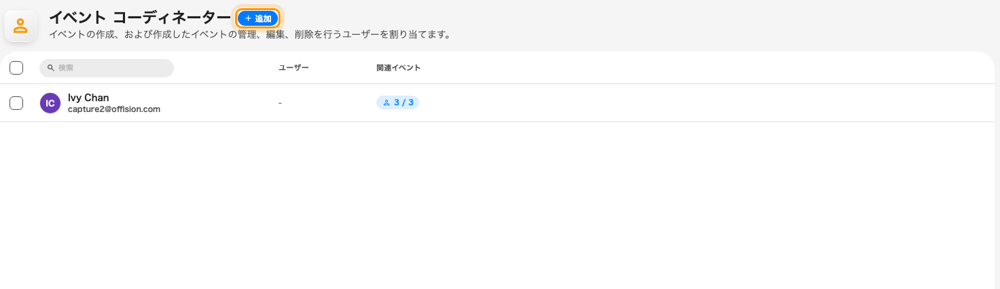 イベント コーディネーター
+ 追加
イベントの作成、および作成したイベントの管理、編集、削除を行うユーザーを割り当てます。
検索
ユーザー
関連イベント
IC
Ivy Chan
capture2@offision.com
-
3 / 3